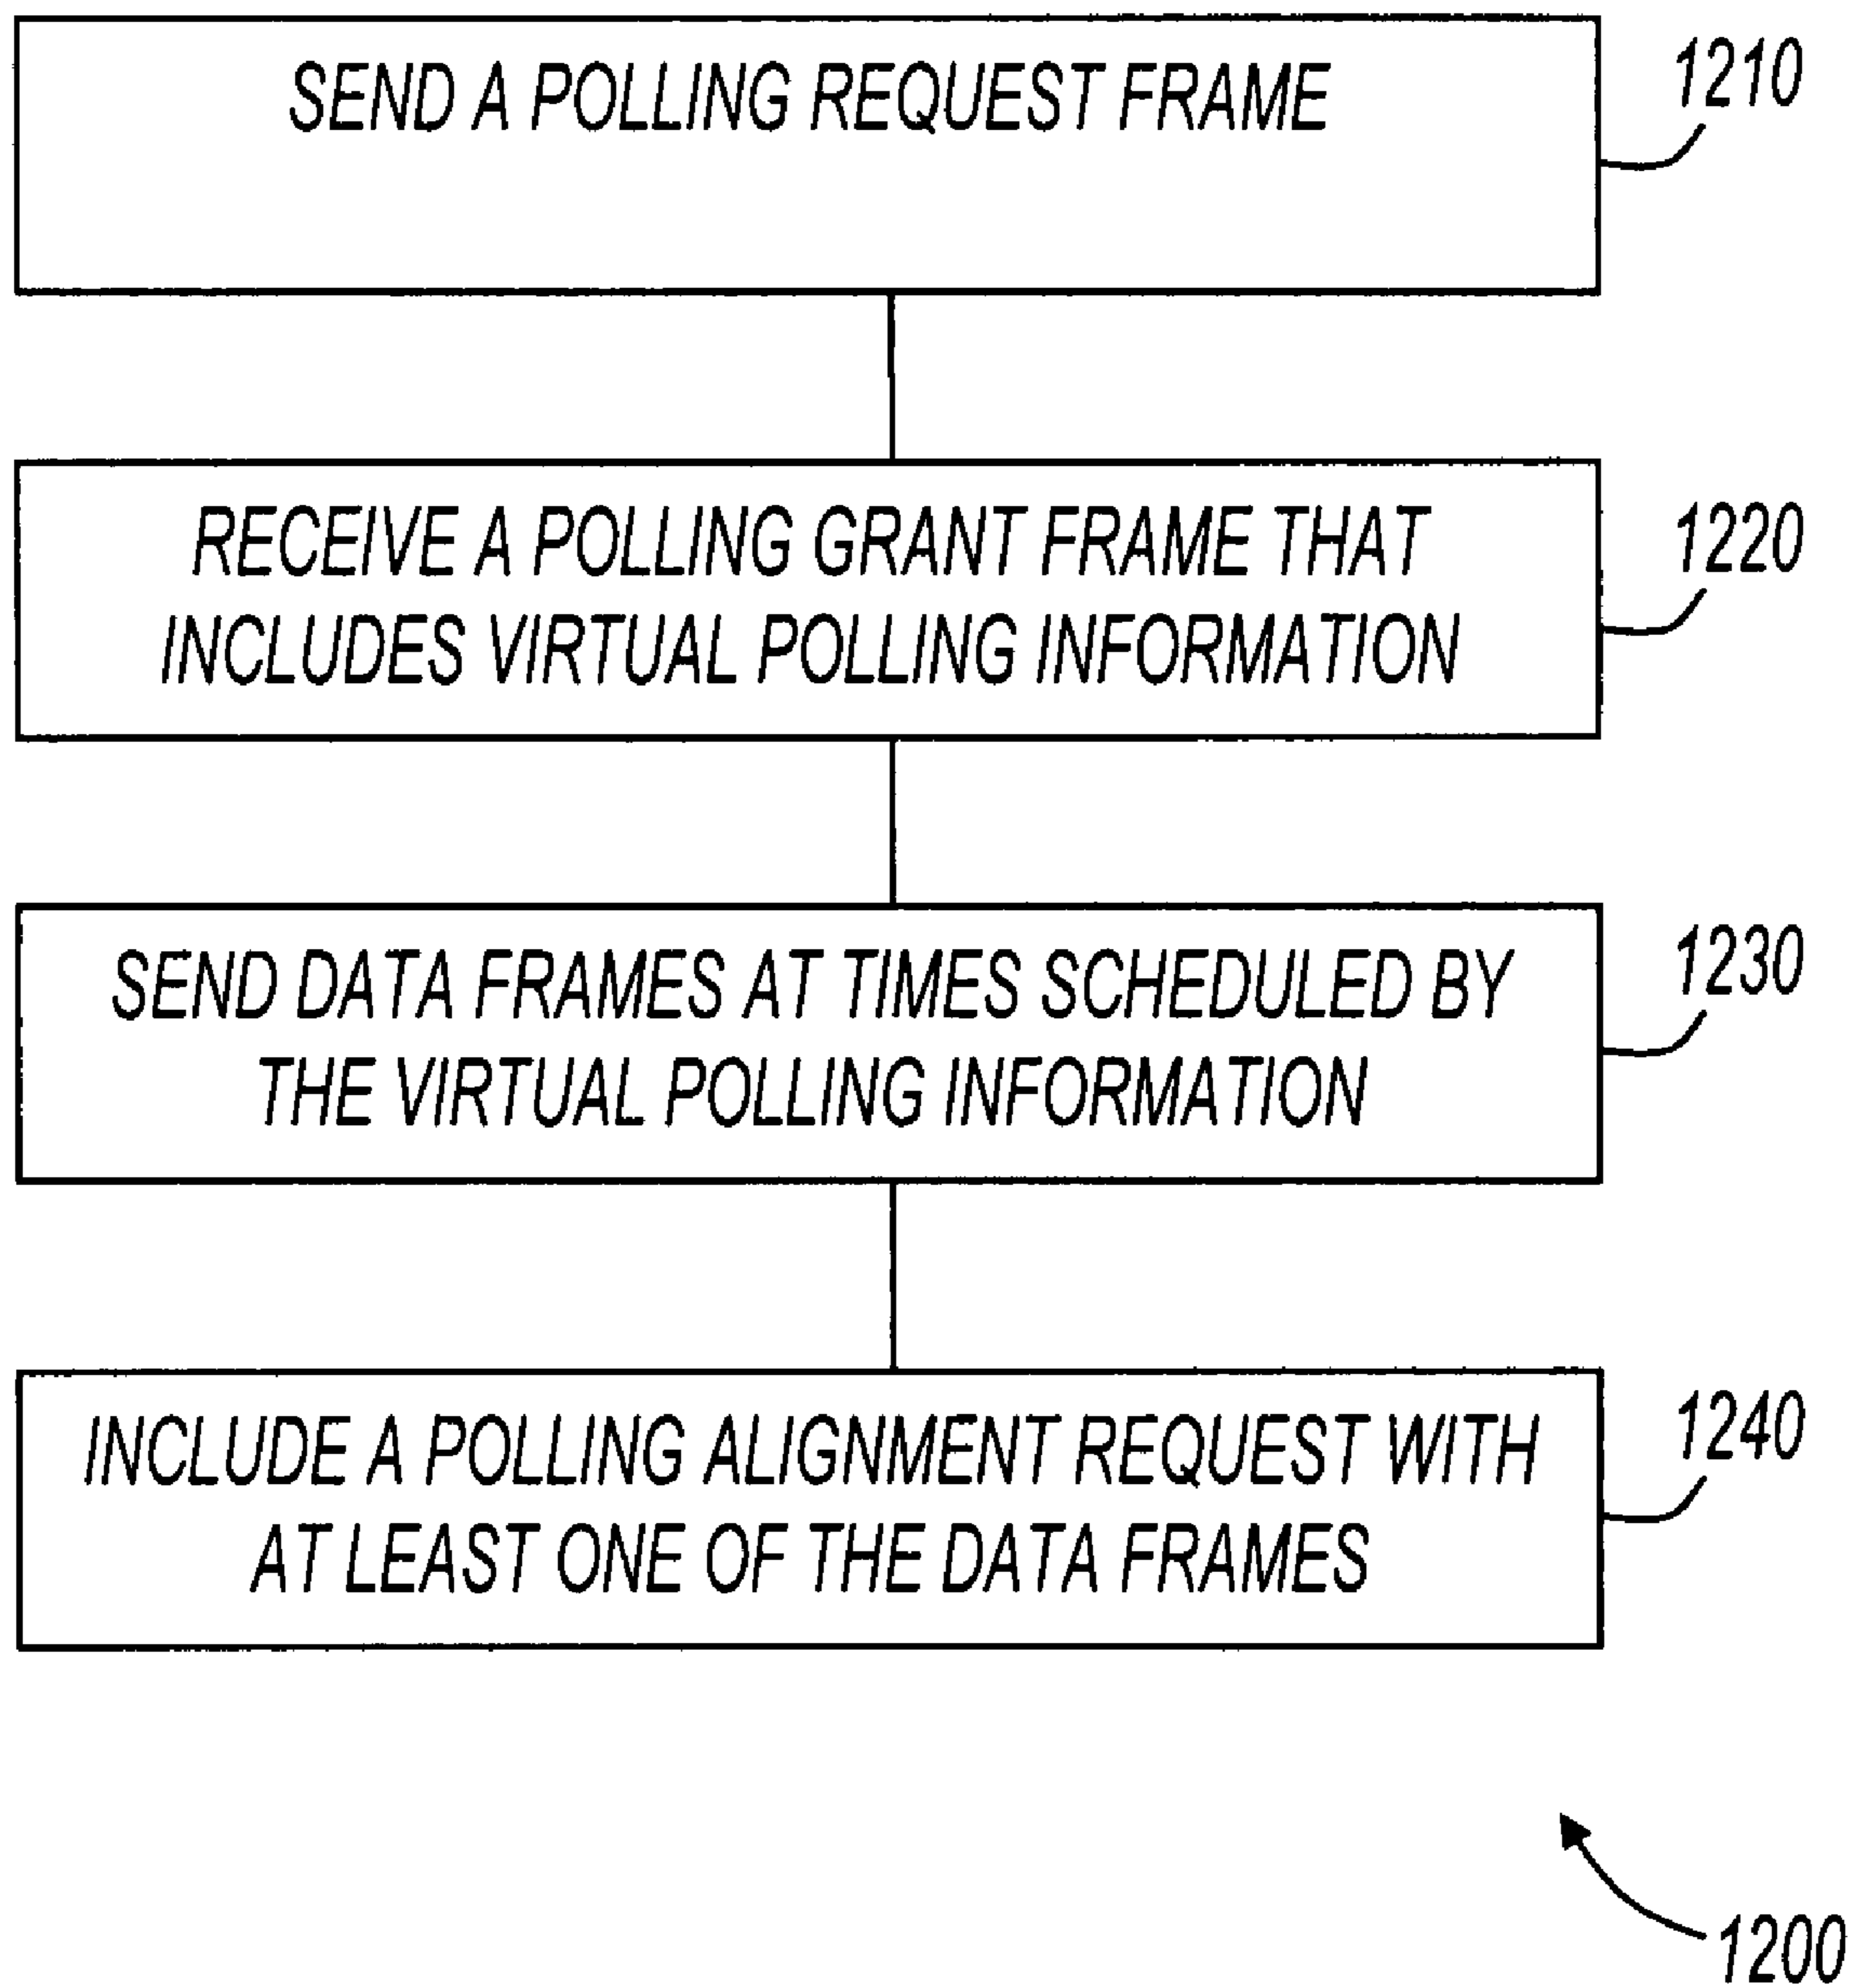 SEND A POLLING REQUEST FRAME
1210
RECEIVE A POLLING GRANT FRAME THAT
INCLUDES VIRTUAL POLLING INFORMATION
1220
SEND DATA FRAMES AT TIMES SCHEDULED BY
THE VIRTUAL POLLING INFORMATION
1230
INCLUDE A POLLING ALIGNMENT REQUEST WITH
AT LEAST ONE OF THE DATA FRAMES
1240
1200